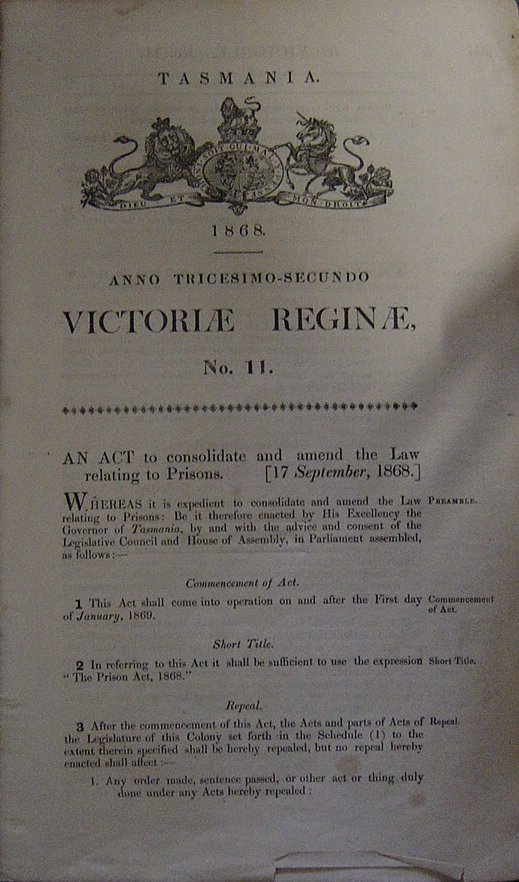 TASMANIA.
HONI SOIT QUI MAL
DIEU ET MON DROIT
1868.
ANNO TRICESIMO-SECUNDO
VICTORIÆ REGINÆ,
No. 11.
AN ACT to consolidate and amend the Law
relating to Prisons. [17 September, 1868.]
WHEREAS it is expedient to consolidate and amend the Law PREAMBLE.
relating to Prisons: Be it therefore enacted by His Excellency the
Governor of Tasmania, by and with the advice and consent of the
Legislative Council and House of Assembly, in Parliament assembled,
as follows:—
Commencement of Act.
1 This Act shall come into operation on and after the First day Commencement
of January, 1869. of Act.
Short Title.
2 In referring to this Act it shall be sufficient to use the expression Short Title.
"The Prison Act, 1868."
Repeal.
3 After the commencement of this Act, the Acts and parts of Acts of Repeal
the Legislature of this Colony set forth in the Schedule (1) to the
extent therein specified shall be hereby repealed, but no repeal hereby
enacted shall affect:—
1. Any order made, sentence passed, or other act or thing duly
done under any Acts hereby repealed: